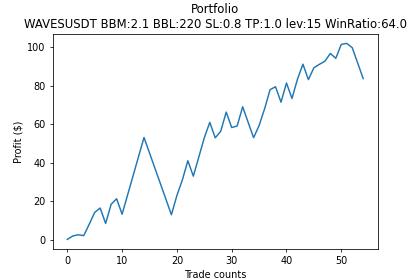 Portfolio
WAVESUSDT BBM:2.1 BBL:220 SL:0.8 TP:1.0 lev:15 WinRatio:64.0
Profit ($)
100
80
60
40
20
0
0 10 20 30 40 50
Trade counts